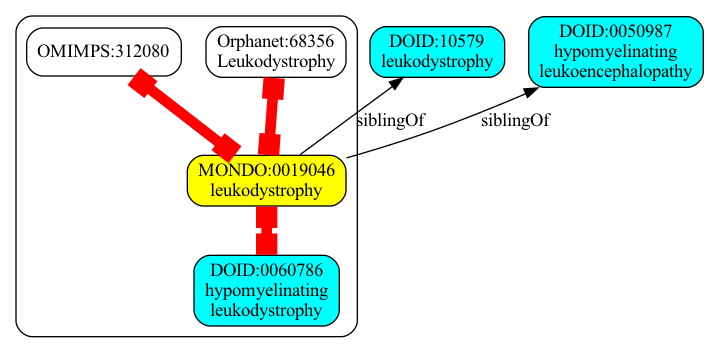 OMIMPS:312080
Orphanet:68356
Leukodystrophy
DOID:10579
leukodystrophy
DOID:0050987
hypomyelinating
leukoencephalopathy
siblingOf
siblingOf
MONDO:0019046
leukodystrophy
DOID:0060786
hypomyelinating
leukodystrophy